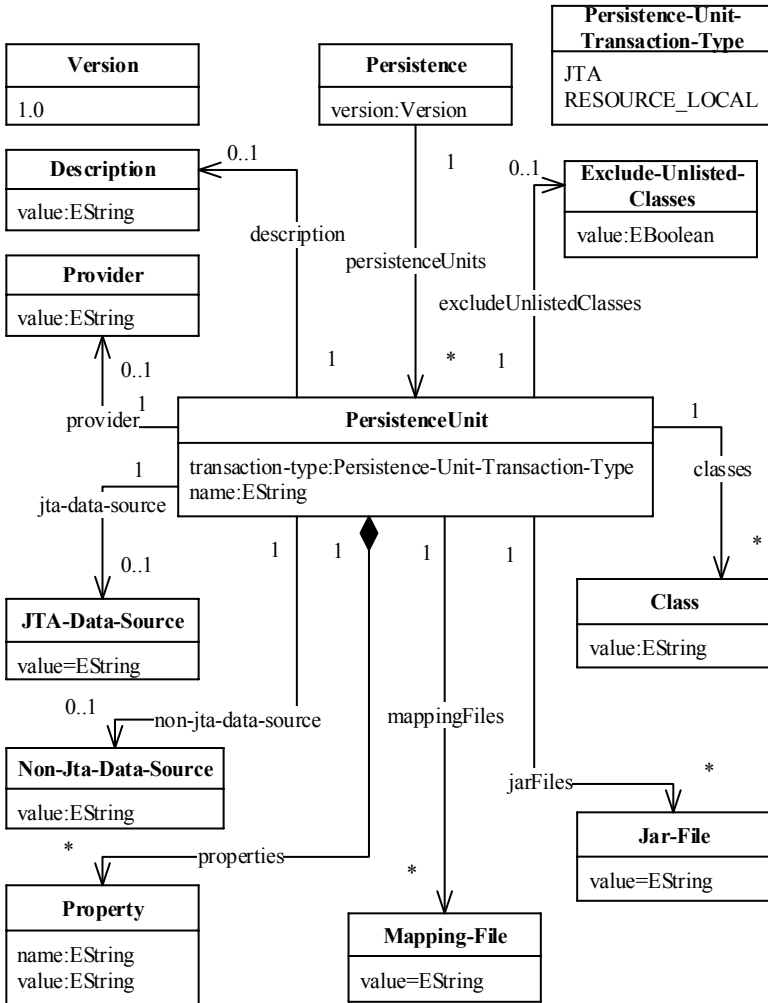 Persistence-Unit-
Transaction-Type
JTA
RESOURCE_LOCAL
Version
1.0
Persistence
version:Version
Description
value:EString
0..1
1
0..1
Exclude-Unlisted-
Classes
value:EBoolean
description
persistenceUnits
excludeUnlistedClasses
Provider
value:EString
0..1
1
*
1
provider
1
PersistenceUnit
transaction-type:Persistence-Unit-Transaction-Type
name:EString
1
classes
*
1
jta-data-source
0..1
1
1
1
1
JTA-Data-Source
value=EString
Class
value:EString
0..1
non-jta-data-source
mappingFiles
Non-Jta-Data-Source
value:EString
jarFiles
*
Jar-File
value=EString
*
properties
*
Property
name:EString
value:EString
Mapping-File
value=EString